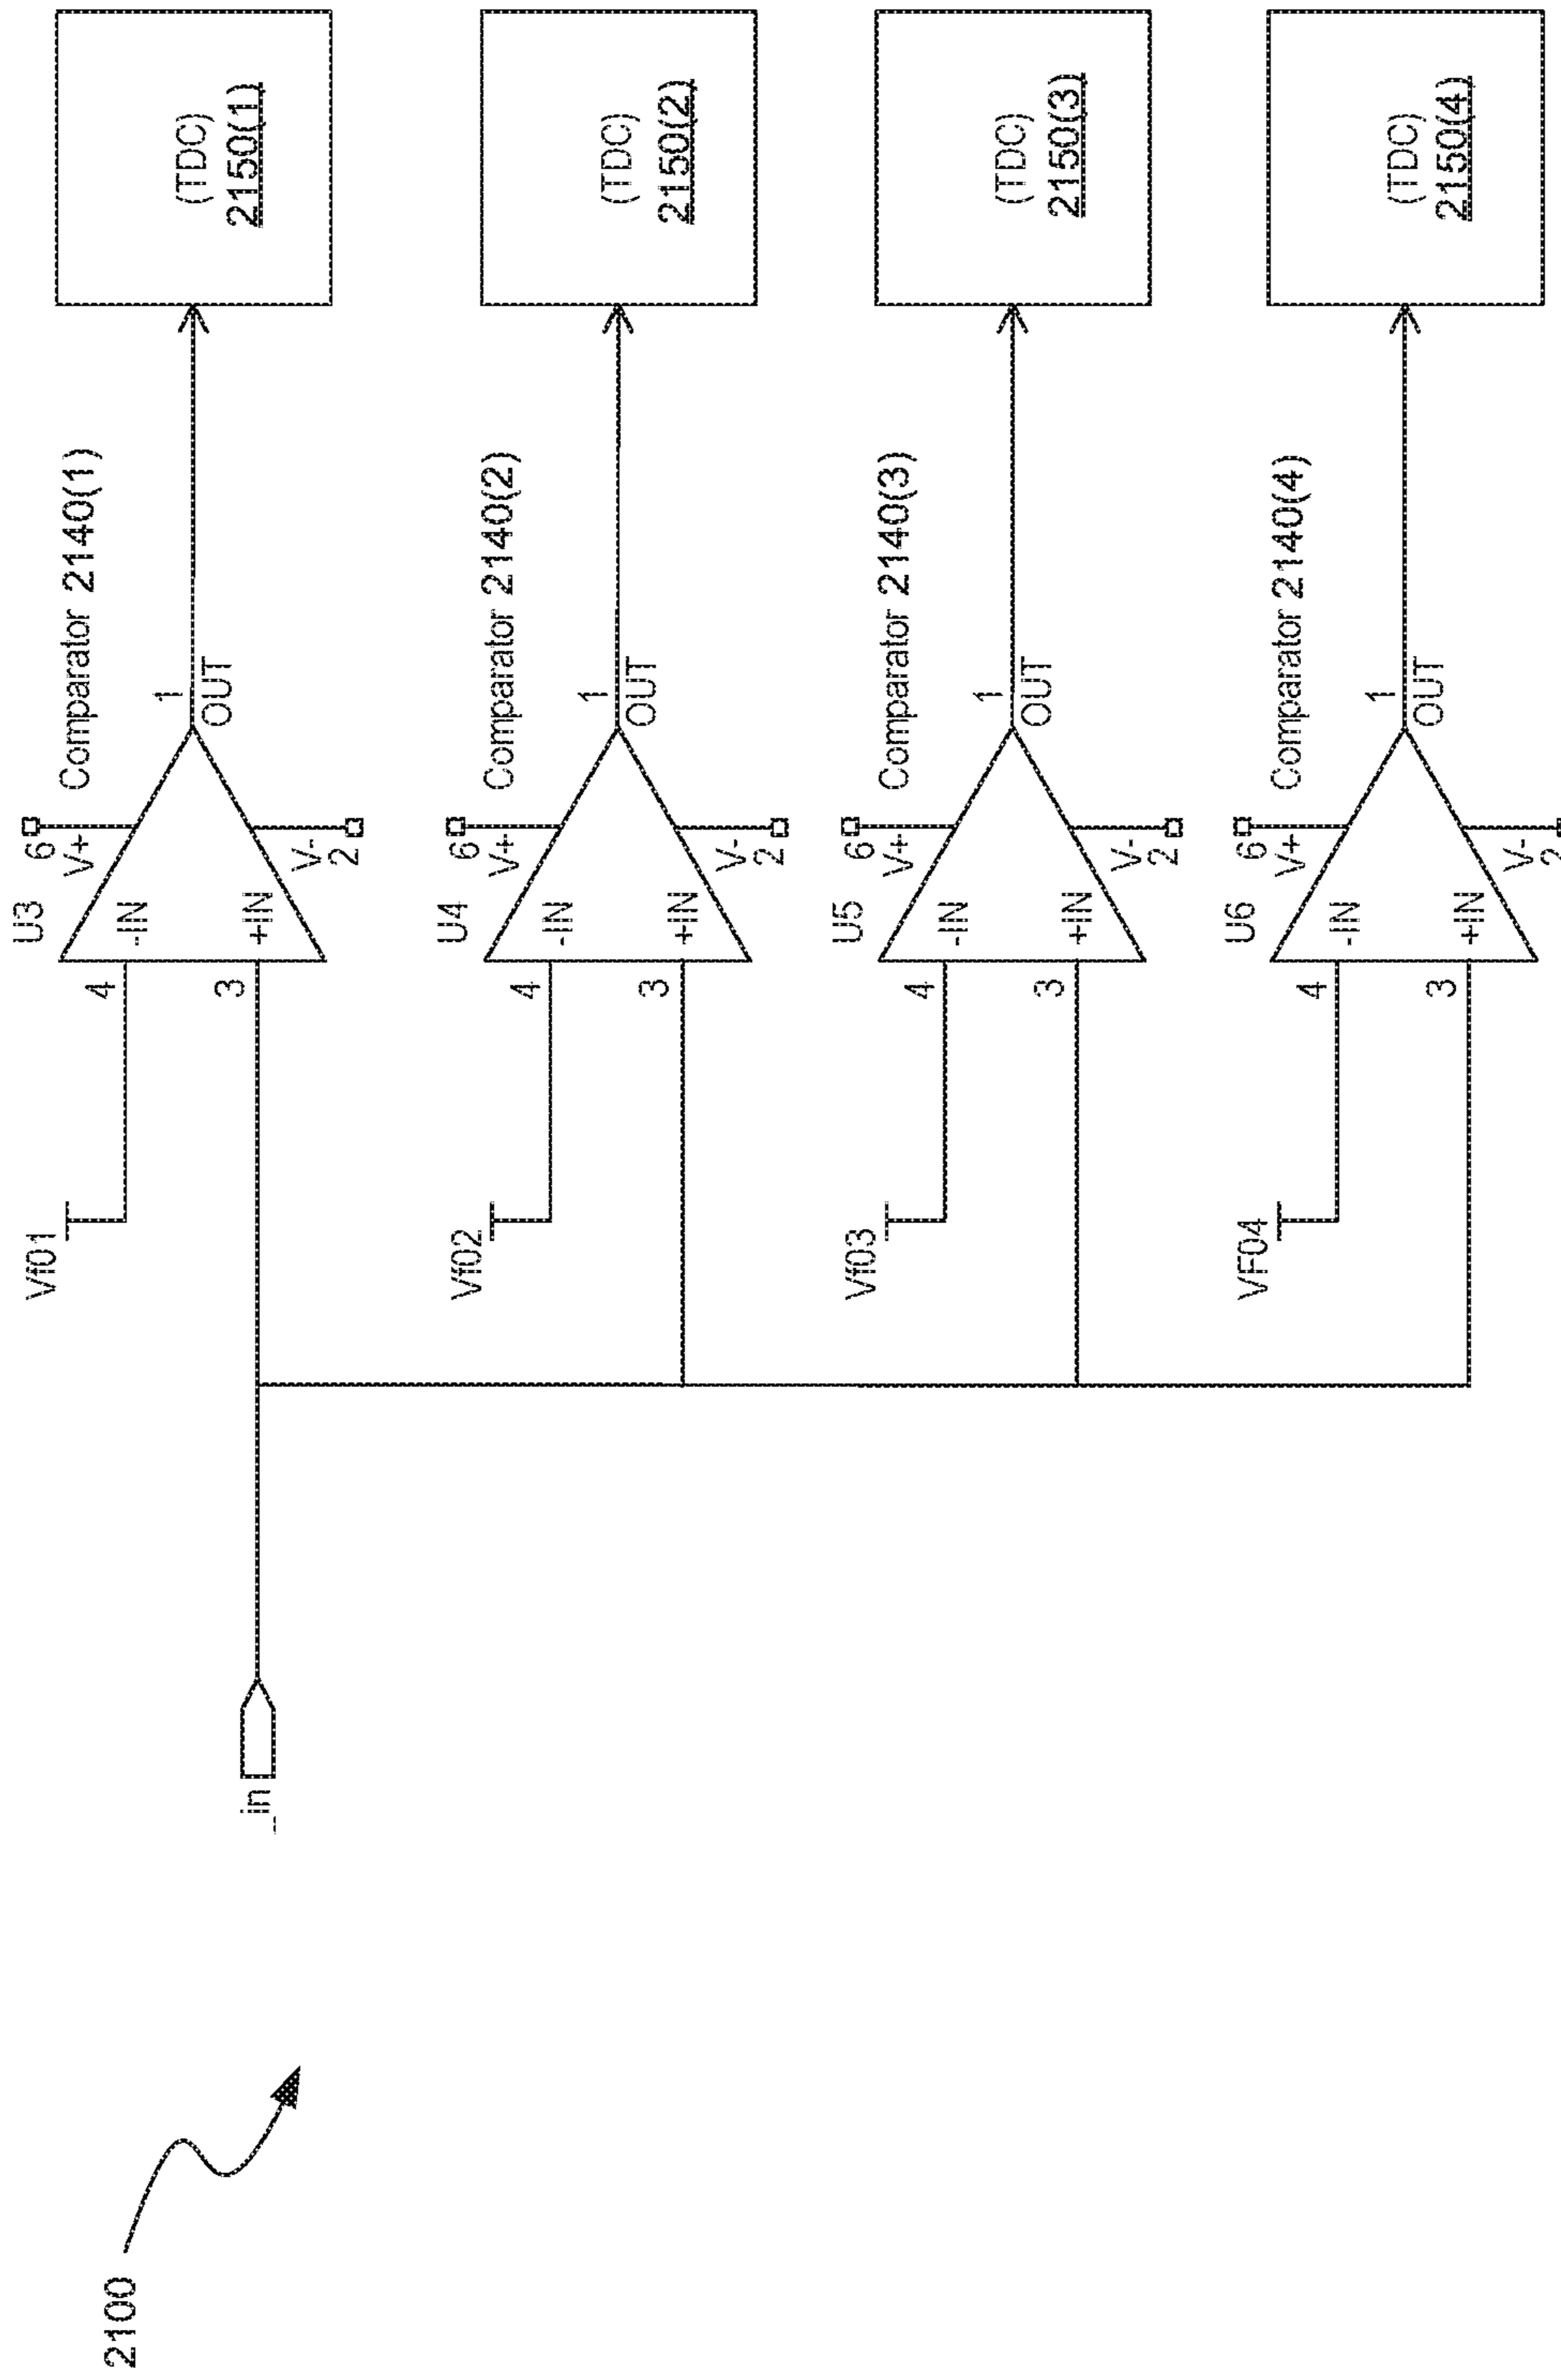 2100
_in
Vf01
U3
4
-IN
3
+IN
6
V+
V-
2
Comparator 2140(1)
1
OUT
(TDC)
2150(1)
Vf02
U4
4
-IN
3
+IN
6
V+
V-
2
Comparator 2140(2)
1
OUT
(TDC)
2150(2)
Vf03
U5
4
-IN
3
+IN
6
V+
V-
2
Comparator 2140(3)
1
OUT
(TDC)
2150(3)
VF04
U6
4
-IN
3
+IN
6
V+
V-
2
Comparator 2140(4)
1
OUT
(TDC)
2150(4)